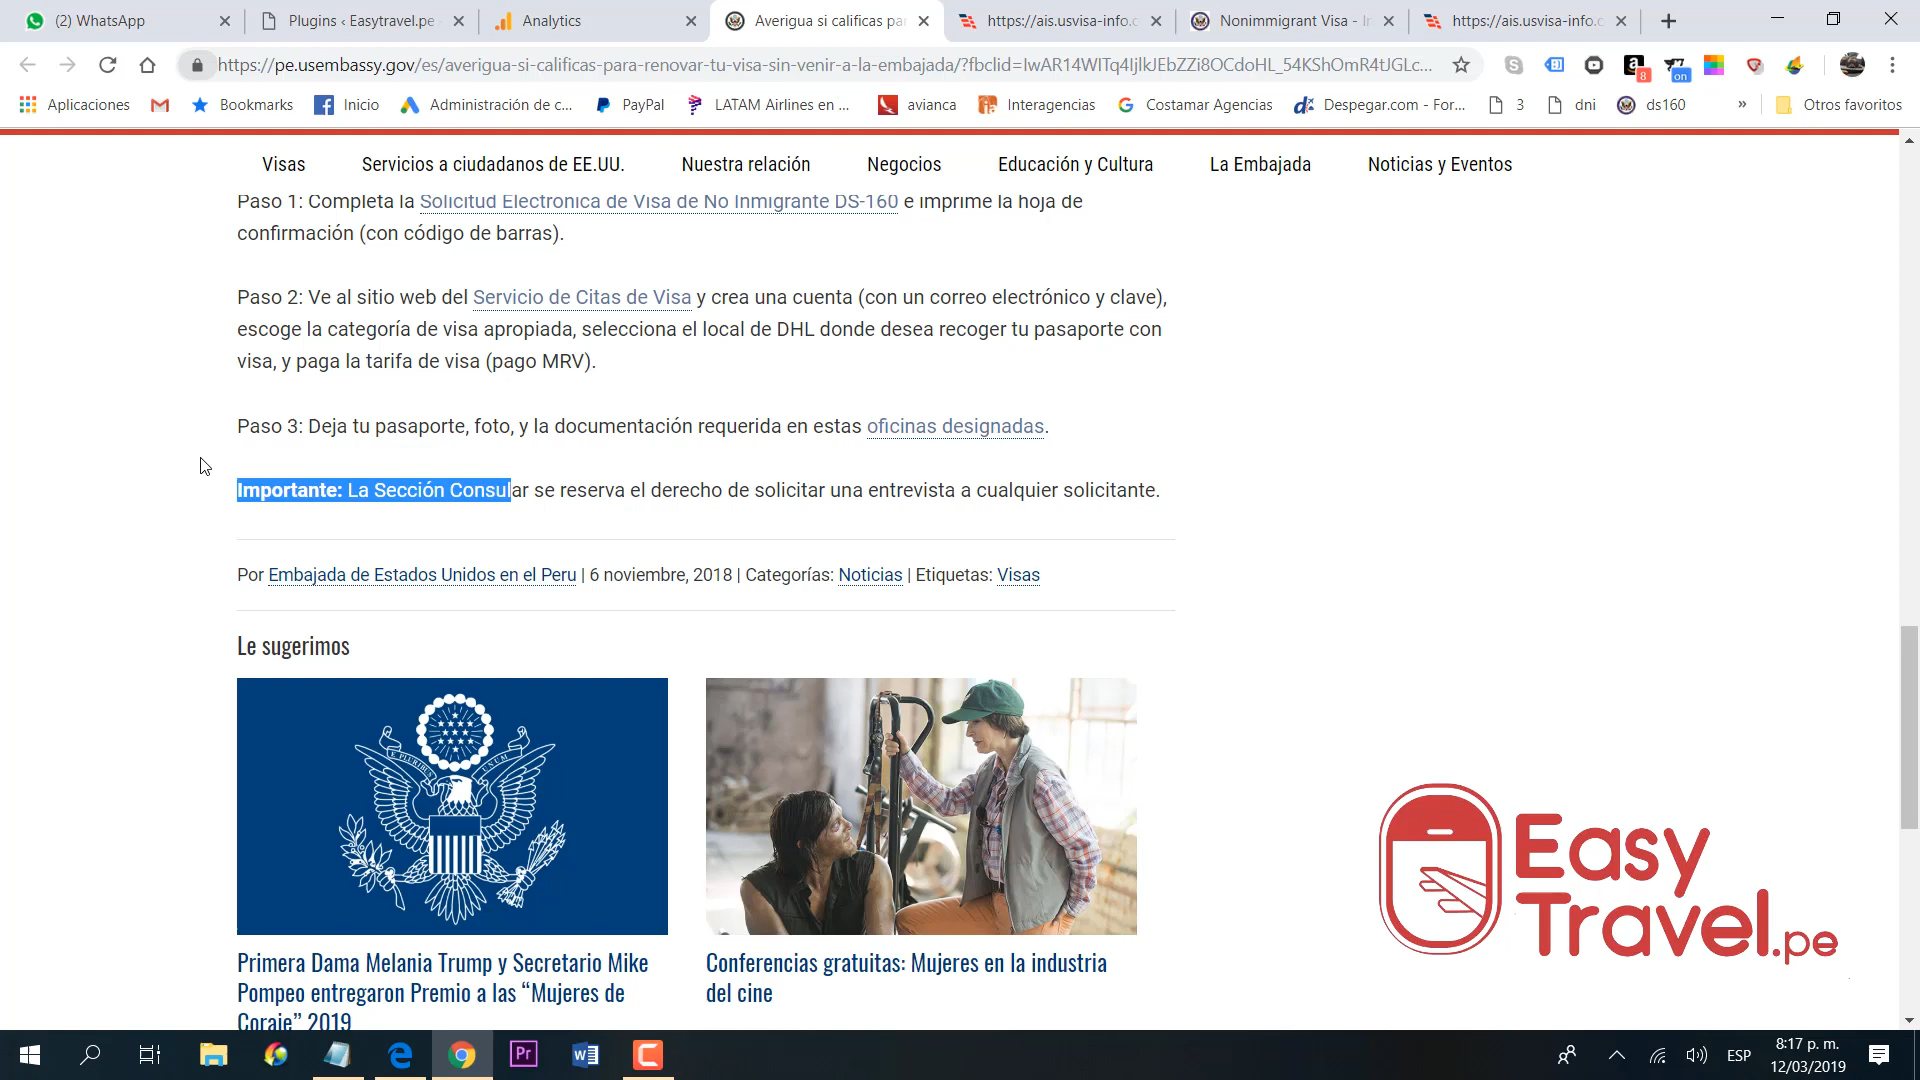 (2) WhatsApp
Plugins ‹ Easytravel.pe
Analytics
Averigua si calificas pa
https://ais.usvisa-info.c
Nonimmigrant Visa - I
https://ais.usvisa-info.c
https://pe.usembassy.gov/es/averigua-si-calificas-para-renovar-tu-visa-sin-venir-a-la-embajada/?fbclid=IwAR14WITq4IjlkJEbZZi8OCdoHL_54KShOmR4tJGLc...
8
on
Aplicaciones
Bookmarks
Inicio
Administración de c...
PayPal
LATAM Airlines en ...
avianca
Interagencias
Costamar Agencias
Despegar.com - For...
3
dni
ds160
»
Otros favoritos
Visas
Servicios a ciudadanos de EE.UU.
Nuestra relación
Negocios
Educación y Cultura
La Embajada
Noticias y Eventos
Paso 1: Completa la Solicitud Electrónica de Visa de No Inmigrante DS-160 e imprime la hoja de
confirmación (con código de barras).
Paso 2: Ve al sitio web del Servicio de Citas de Visa y crea una cuenta (con un correo electrónico y clave),
escoge la categoría de visa apropiada, selecciona el local de DHL donde desea recoger tu pasaporte con
visa, y paga la tarifa de visa (pago MRV).
Paso 3: Deja tu pasaporte, foto, y la documentación requerida en estas oficinas designadas.
Importante: La Sección Consular se reserva el derecho de solicitar una entrevista a cualquier solicitante.
Por Embajada de Estados Unidos en el Peru | 6 noviembre, 2018 | Categorías: Noticias | Etiquetas: Visas
Le sugerimos
Primera Dama Melania Trump y Secretario Mike
Pompeo entregaron Premio a las “Mujeres de
Coraje” 2019
Conferencias gratuitas: Mujeres en la industria
del cine
Easy
Travel.pe
Pr
W
ESP
8:17 p. m.
12/03/2019